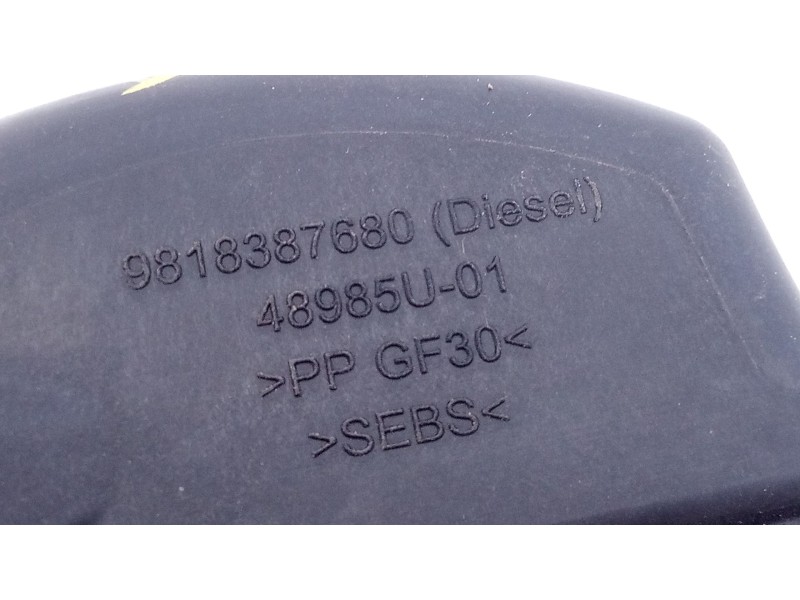 9818387680 (Diesel)
48985U-01
>PP GF30<
>SEBS<